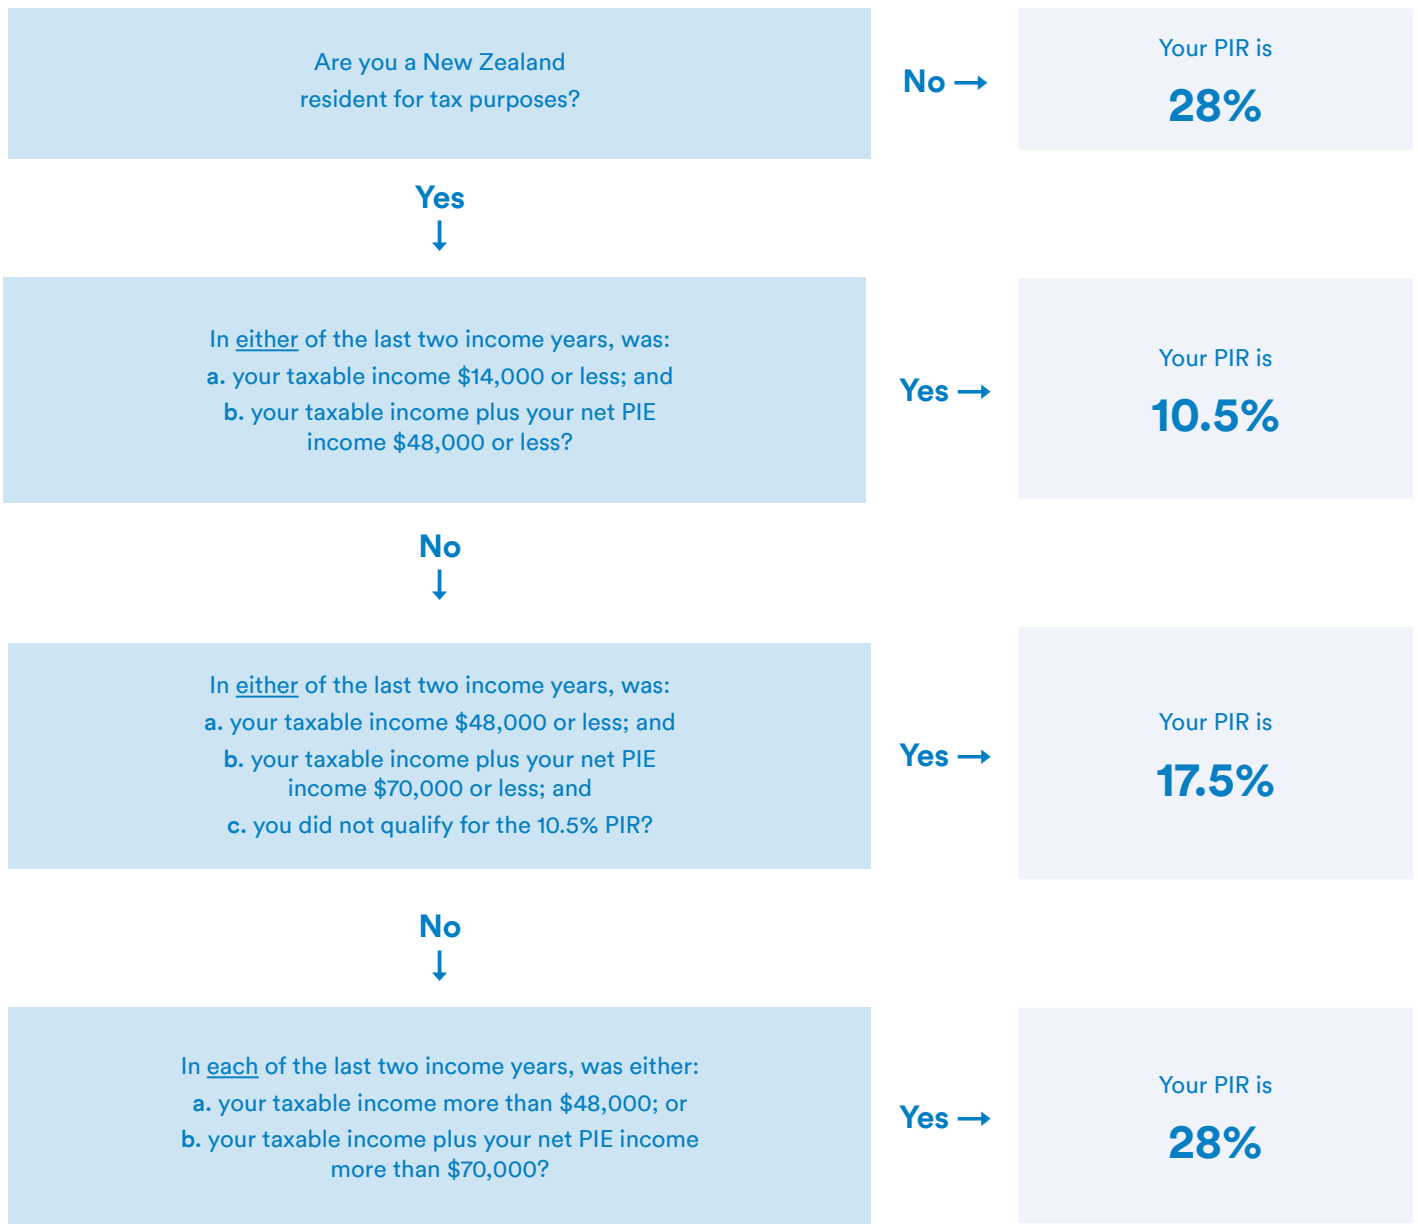 Are you a New Zealand
resident for tax purposes?
No →
Your PIR is
28%
Yes
↓
In either of the last two income years, was:
a. your taxable income $14,000 or less; and
b. your taxable income plus your net PIE
income $48,000 or less?
Yes →
Your PIR is
10.5%
No
↓
In either of the last two income years, was:
a. your taxable income $48,000 or less; and
b. your taxable income plus your net PIE
income $70,000 or less; and
c. you did not qualify for the 10.5% PIR?
Yes →
Your PIR is
17.5%
No
↓
In each of the last two income years, was either:
a. your taxable income more than $48,000; or
b. your taxable income plus your net PIE income
more than $70,000?
Yes →
Your PIR is
28%